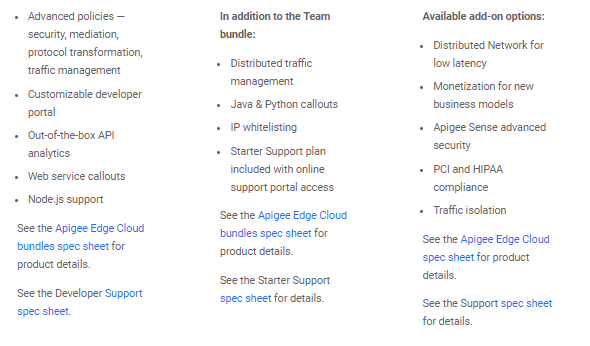 Advanced policies —
security, mediation,
protocol transformation,
traffic management
Customizable developer
portal
Out-of-the-box API
analytics
Web service callouts
Node.js support
See the Apigee Edge Cloud
bundles spec sheet for
product details.
See the Developer Support
spec sheet.
In addition to the Team
bundle:
Distributed traffic
management
Java & Python callouts
IP whitelisting
Starter Support plan
included with online
support portal access
See the Apigee Edge Cloud
bundles spec sheet for
product details.
See the Starter Support
spec sheet for details.
Available add-on options:
Distributed Network for
low latency
Monetization for new
business models
Apigee Sense advanced
security
PCI and HIPAA
compliance
Traffic isolation
See the Apigee Edge Cloud
spec sheet for product
details.
See the Support spec sheet
for details.